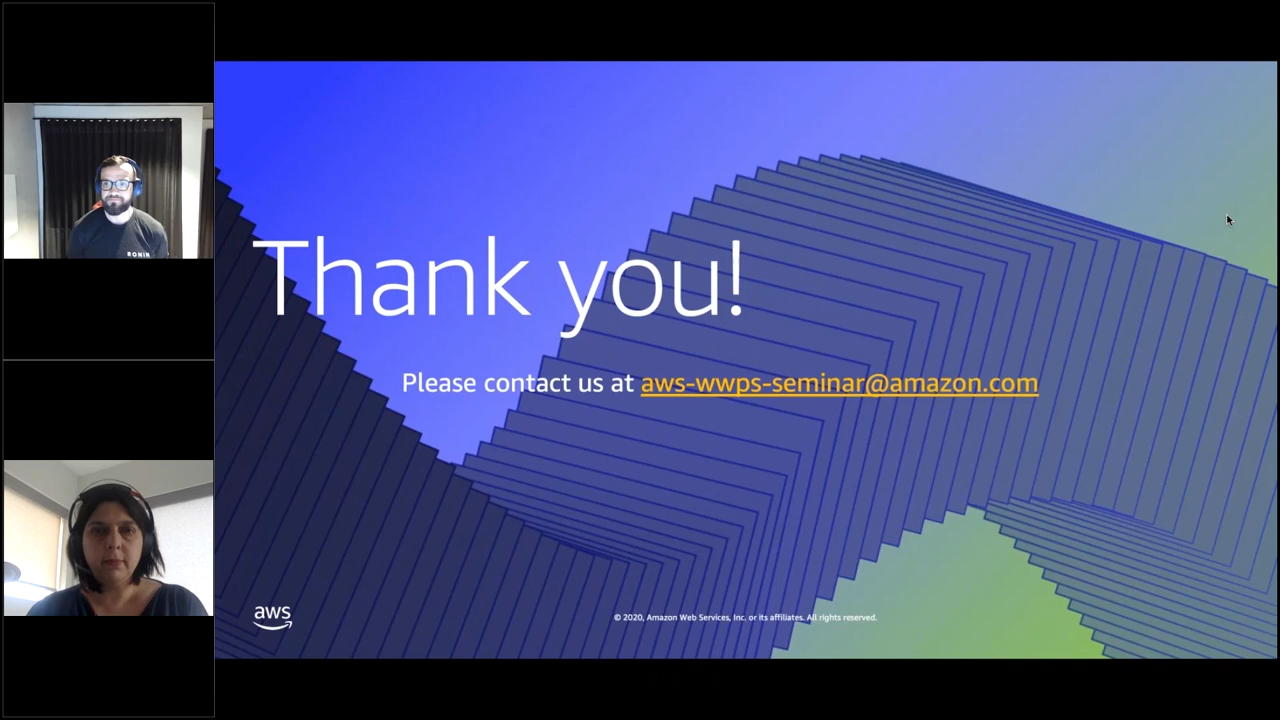 RONIN
Thank you!
Please contact us at aws-wwps-seminar@amazon.com
aws
© 2020, Amazon Web Services, Inc. or its affiliates. All rights reserved.